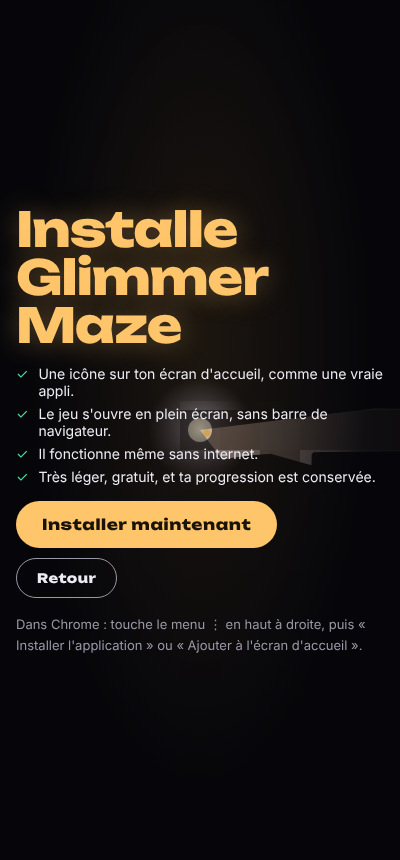 Installe
Glimmer
Maze
✓ Une icône sur ton écran d'accueil, comme une vraie
appli.
✓ Le jeu s'ouvre en plein écran, sans barre de
navigateur.
✓ Il fonctionne même sans internet.
✓ Très léger, gratuit, et ta progression est conservée.
Installer maintenant
Retour
Dans Chrome : touche le menu ⋮ en haut à droite, puis «
Installer l'application » ou « Ajouter à l'écran d'accueil ».